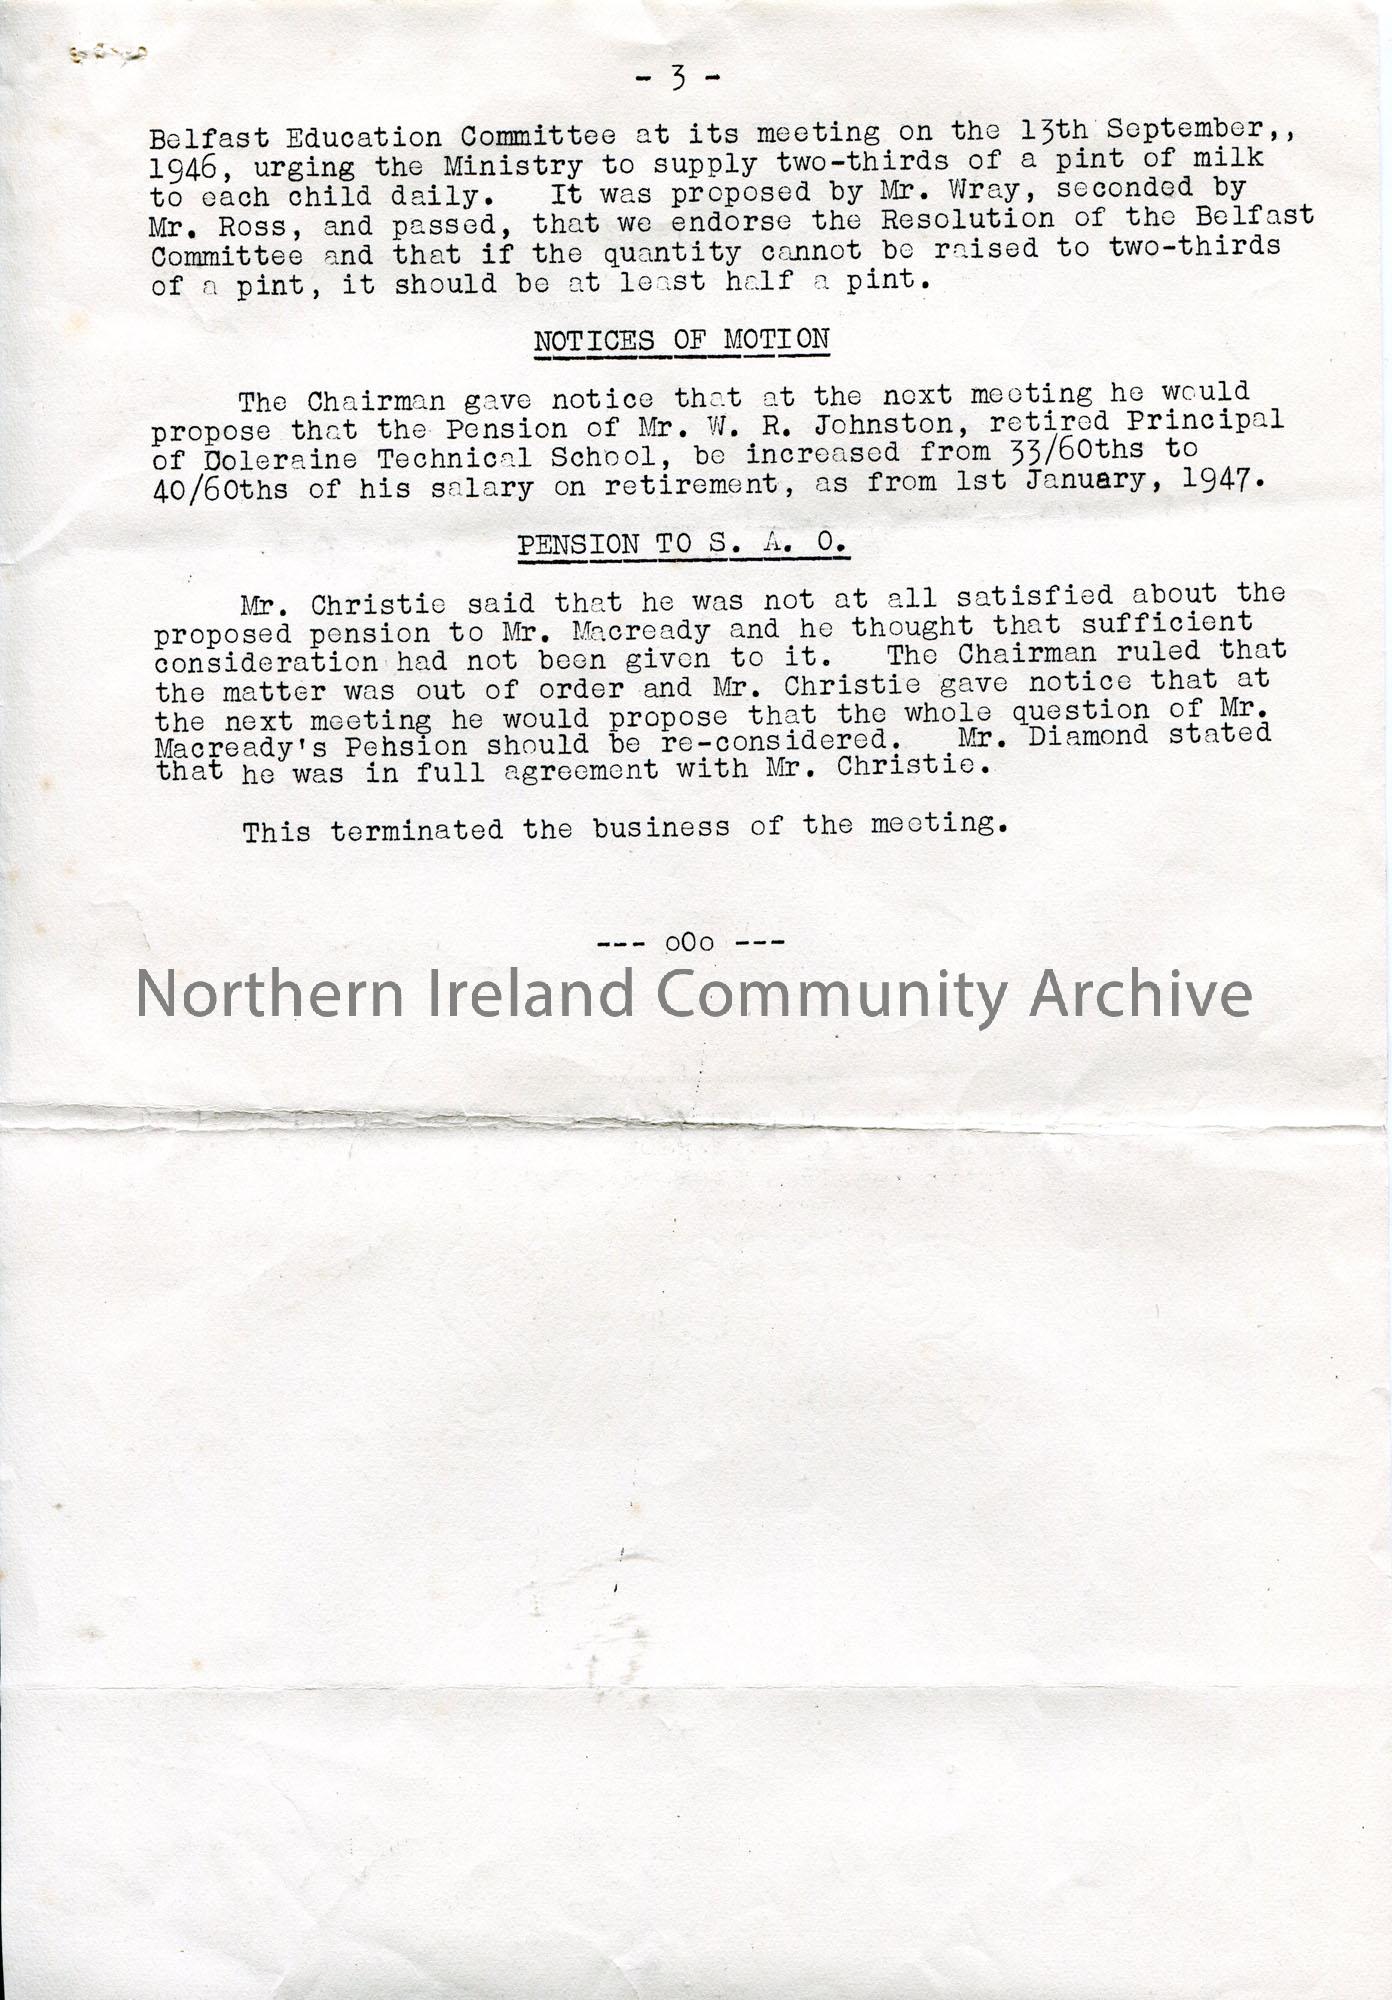 - 3 -
Belfast Education Committee at its meeting on the 13th September,,
1946, urging the Ministry to supply two-thirds of a pint of milk
to each child daily. It was proposed by Mr. Wray, seconded by
Mr. Ross, and passed, that we endorse the Resolution of the Belfast
Committee and that if the quantity cannot be raised to two-thirds
of a pint, it should be at least half a pint.
NOTICES OF MOTION
The Chairman gave notice that at the next meeting he would
propose that the Pension of Mr. W. R. Johnston, retired Principal
of Doleraine Technical School, be increased from 33/60ths to
40/60ths of his salary on retirement, as from 1st January, 1947.
PENSION TO S. A. O.
Mr. Christie said that he was not at all satisfied about the
proposed pension to Mr. Macready and he thought that sufficient
consideration had not been given to it. The Chairman ruled that
the matter was out of order and Mr. Christie gave notice that at
the next meeting he would propose that the whole question of Mr.
Macready's Pehsion should be re-considered. Mr. Diamond stated
that he was in full agreement with Mr. Christie.
This terminated the business of the meeting.
--- oOo ---
Northern Ireland Community Archive